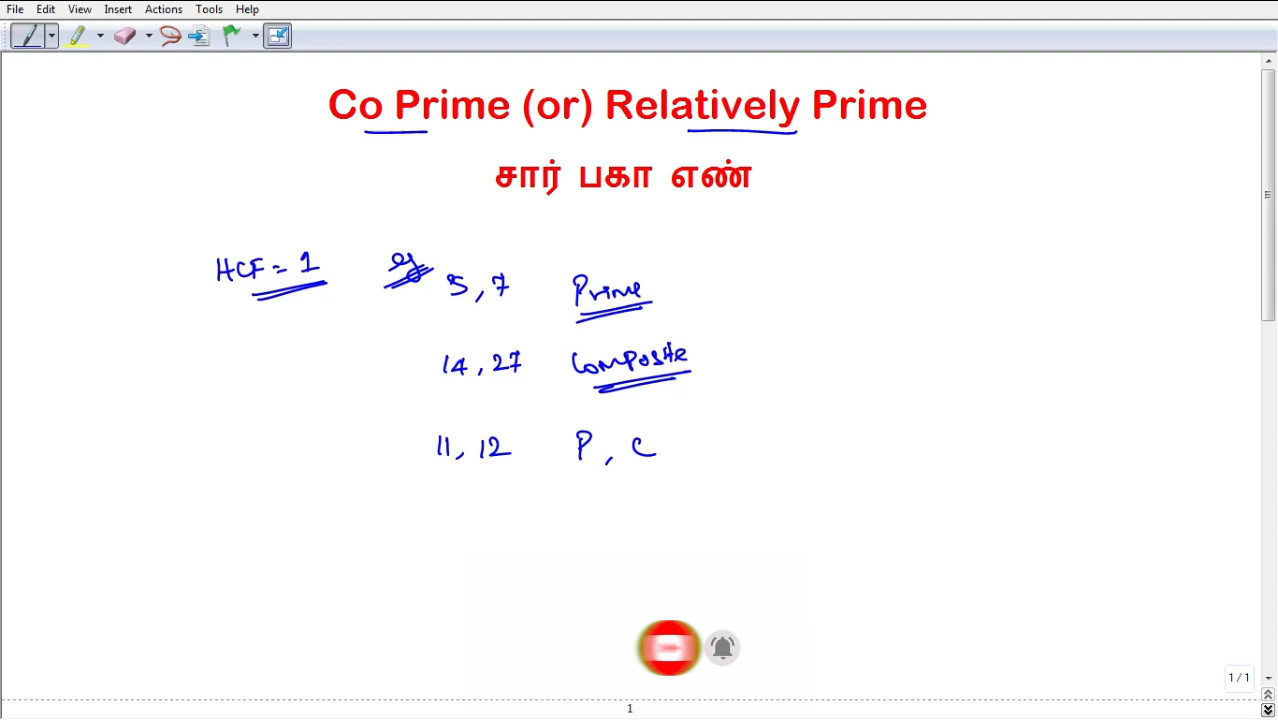 File Edit View Insert Actions Tools Help
Co Prime (or) Relatively Prime
சார் பகா எண்
HCF = 1 eg 5, 7 Prime
14, 27 Composite
11, 12 P, C
1 / 1
1